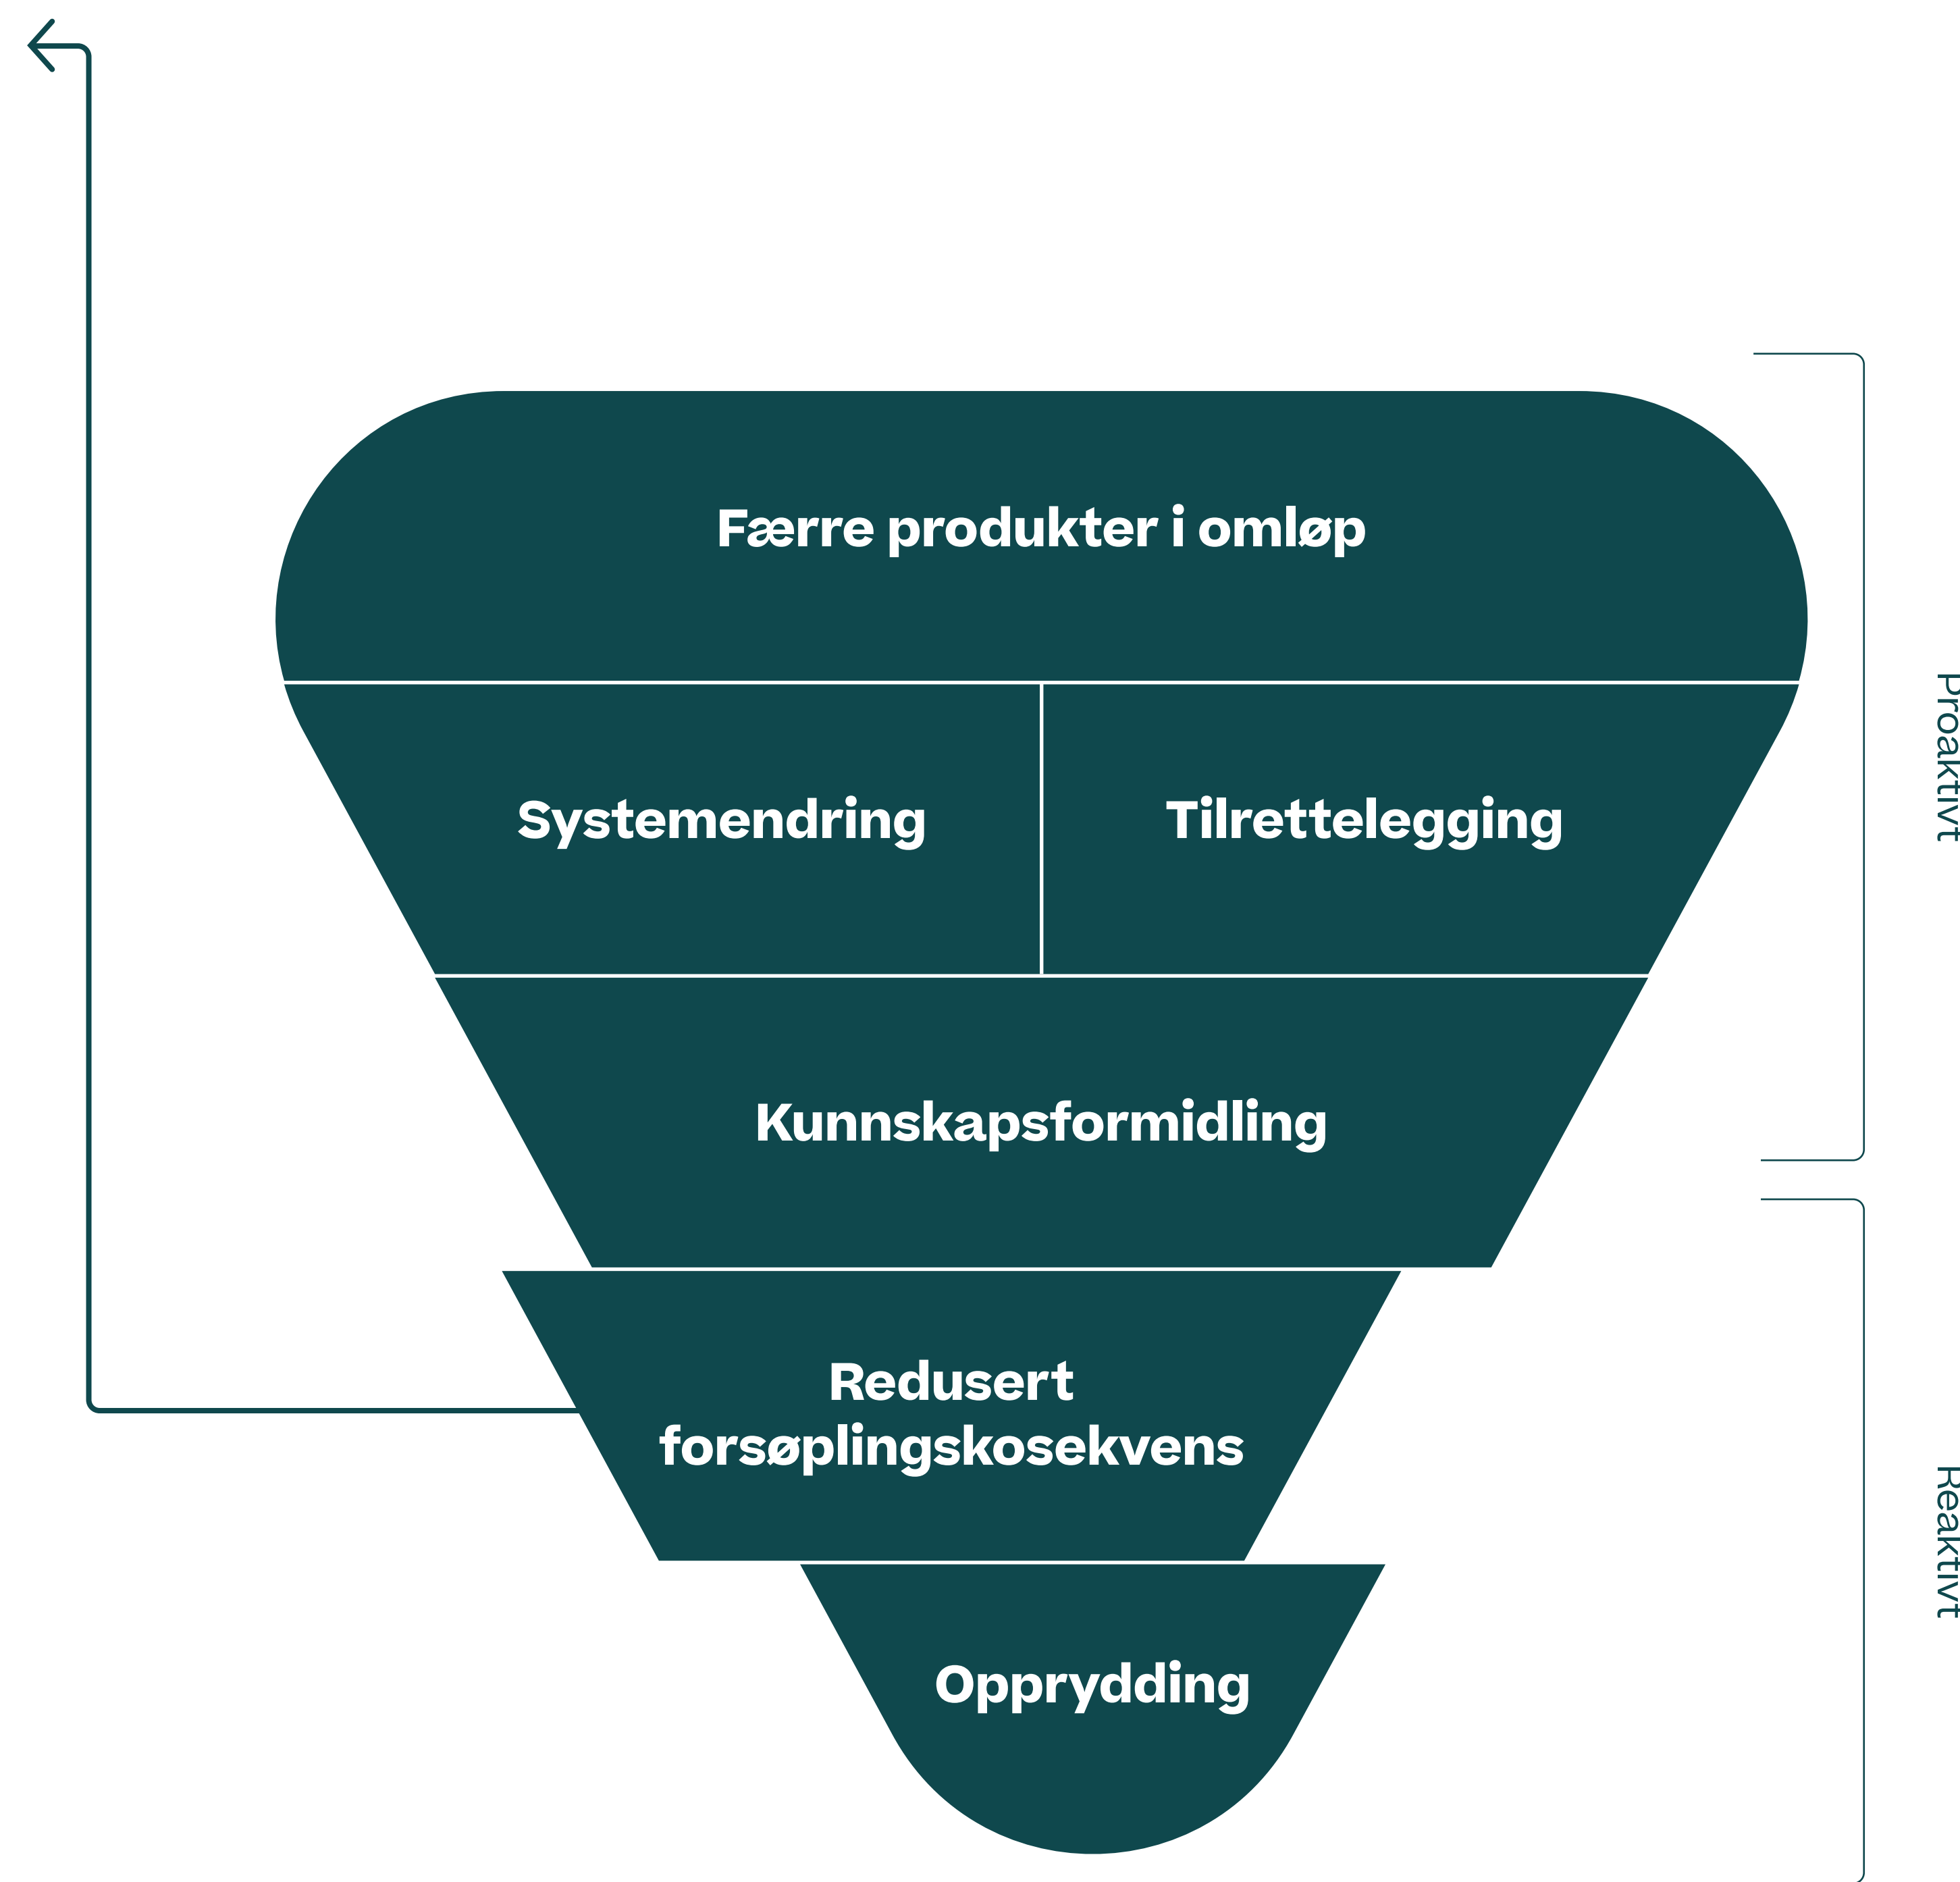 Færre produkter i omløp
Systemendring
Tilrettelegging
Kunnskapsformidling
Redusert
forsøplingskosekvens
Opprydding
Proaktivt
Reaktivt